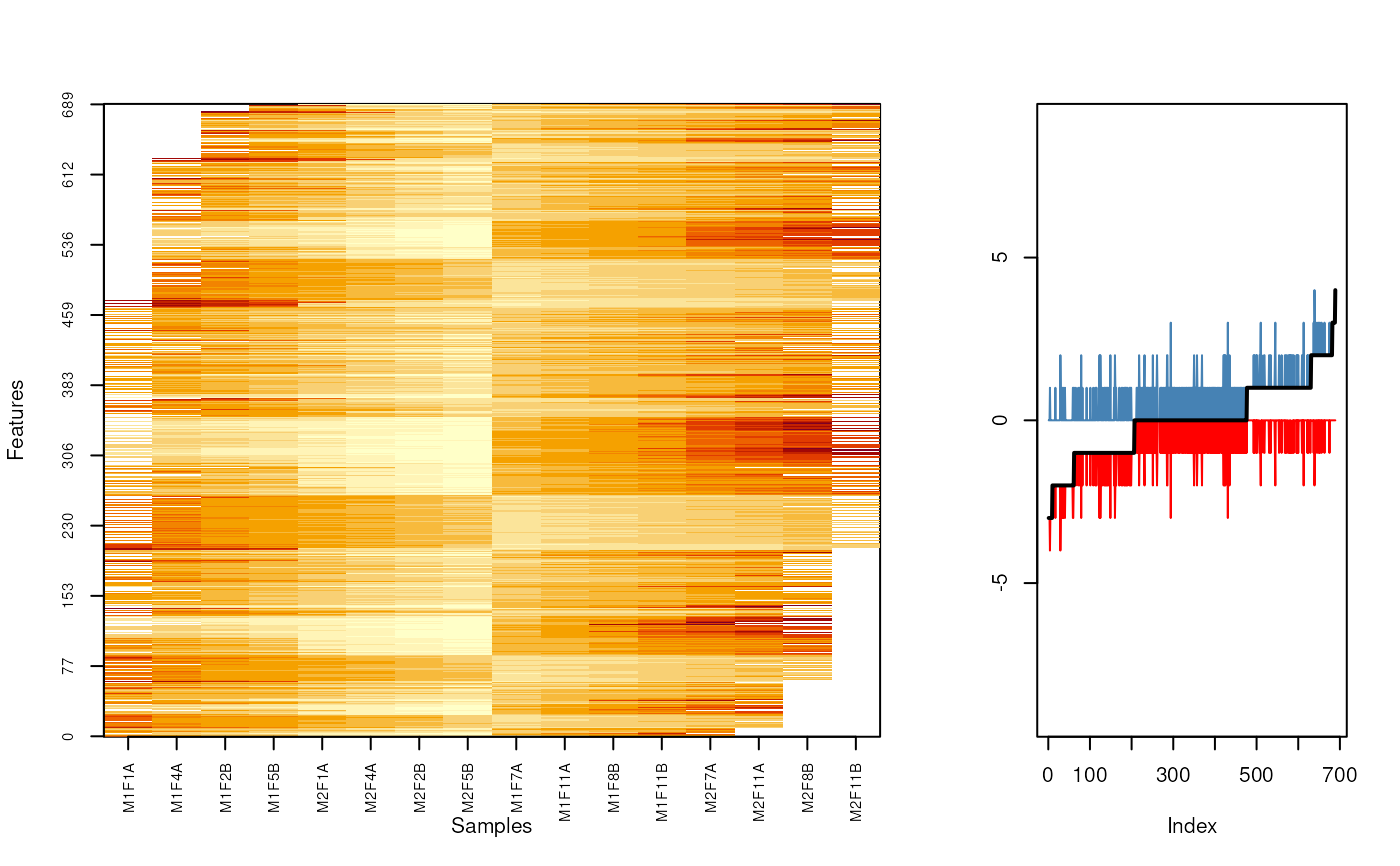 689
612
536
459
383
306
230
153
77
0
Features
M1F1A
M1F4A
M1F2B
M1F5B
M2F1A
M2F4A
M2F2B
M2F5B
M1F7A
M1F11A
M1F8B
M1F11B
M2F7A
M2F11A
M2F8B
M2F11B
Samples
5
0
-5
0 100 300 500 700
Index